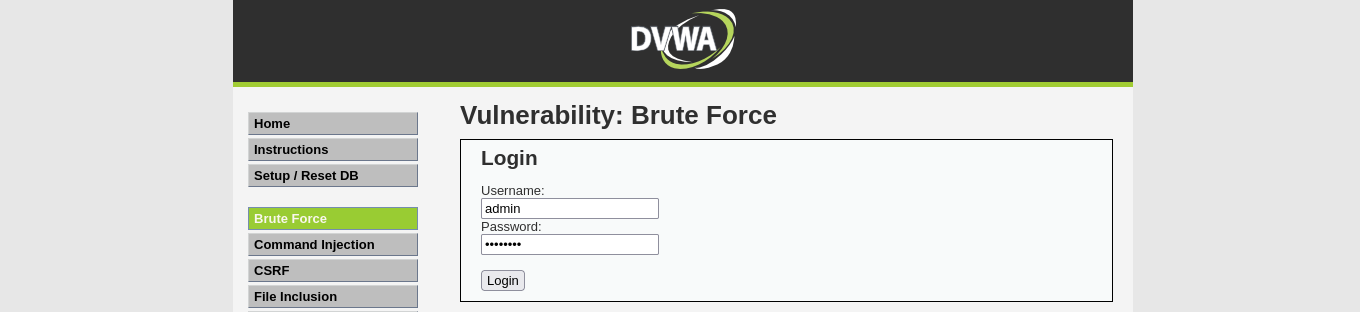 DVWA
Home
Instructions
Setup / Reset DB
Brute Force
Command Injection
CSRF
File Inclusion
Vulnerability: Brute Force
Login
Username:
admin
Password:
••••••••
Login